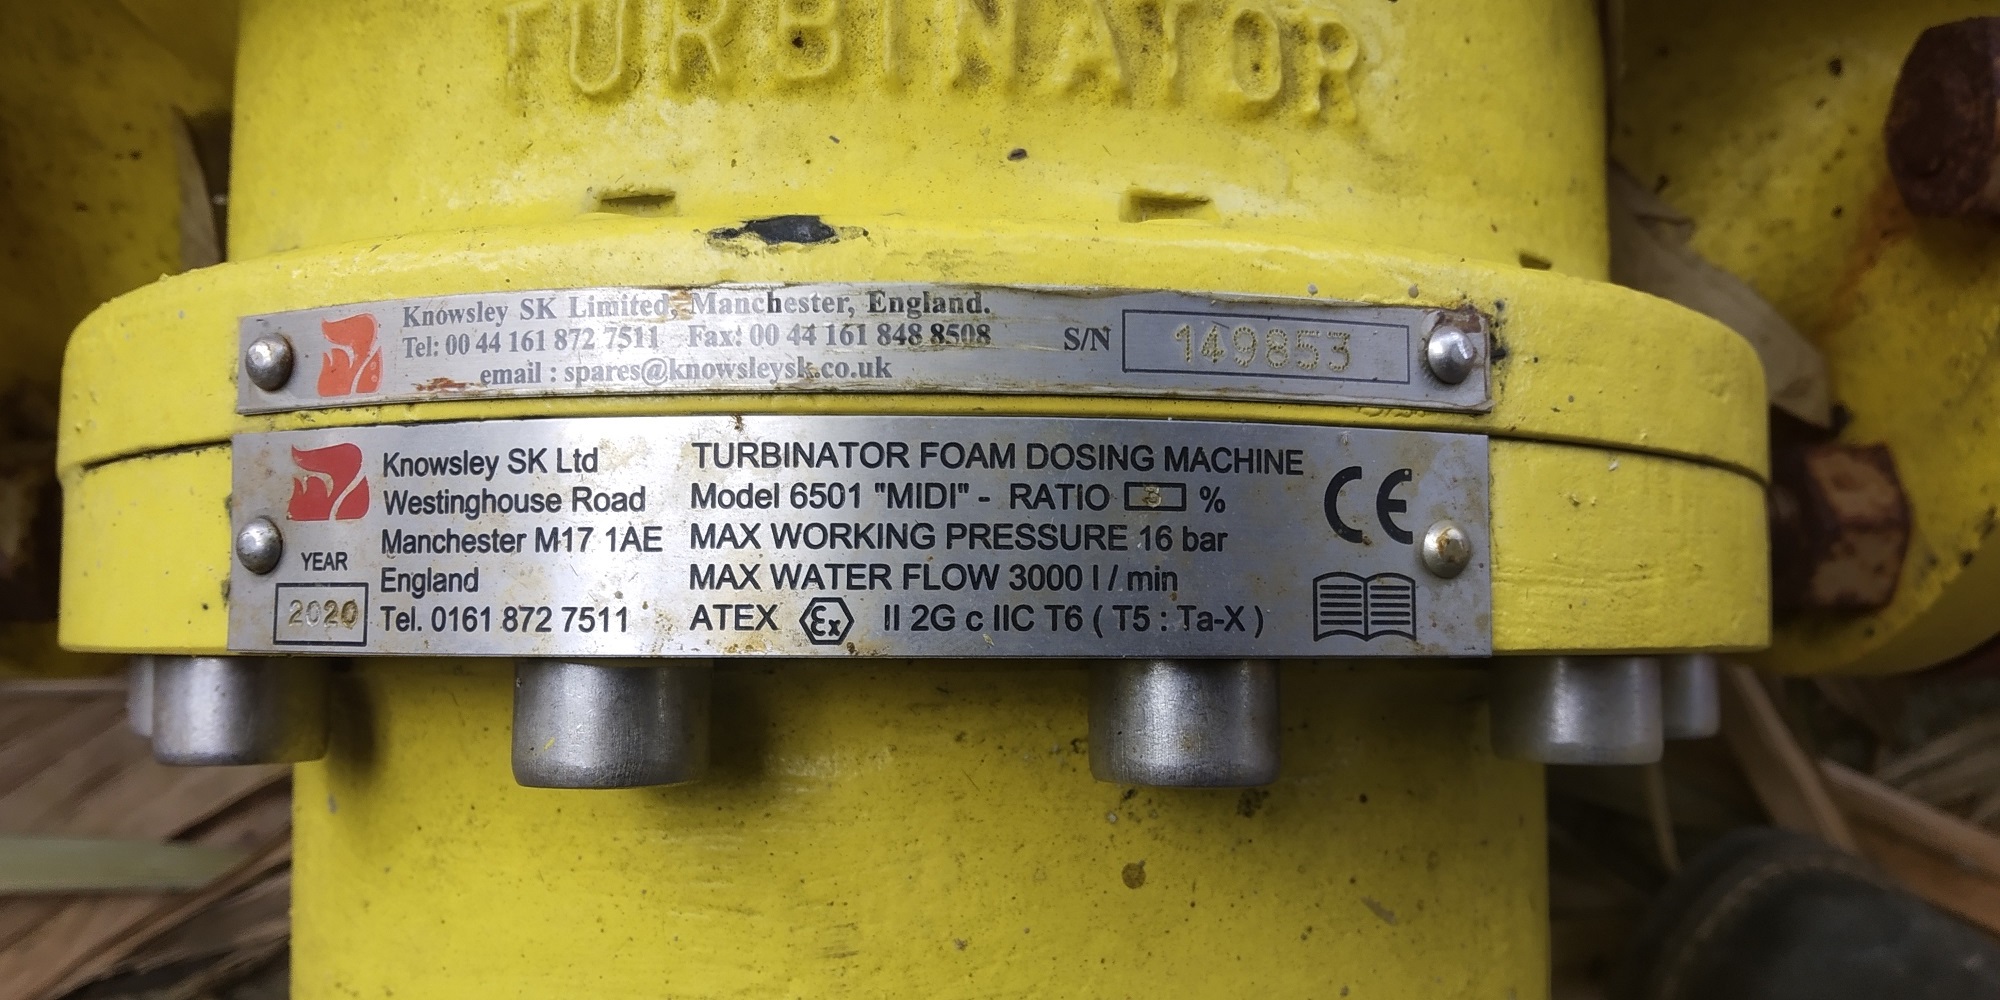 TURBINATOR
Knowsley SK Limited, Manchester, England.
Tel: 00 44 161 872 7511 Fax: 00 44 161 848 8508
email : spares@knowsleysk.co.uk
S/N 149853
Knowsley SK Ltd
Westinghouse Road
Manchester M17 1AE
England
Tel. 0161 872 7511
YEAR
2020
TURBINATOR FOAM DOSING MACHINE
Model 6501 "MIDI" - RATIO 3 %
MAX WORKING PRESSURE 16 bar
MAX WATER FLOW 3000 l / min
ATEX Ex II 2G c IIC T6 ( T5 : Ta-X )
CE